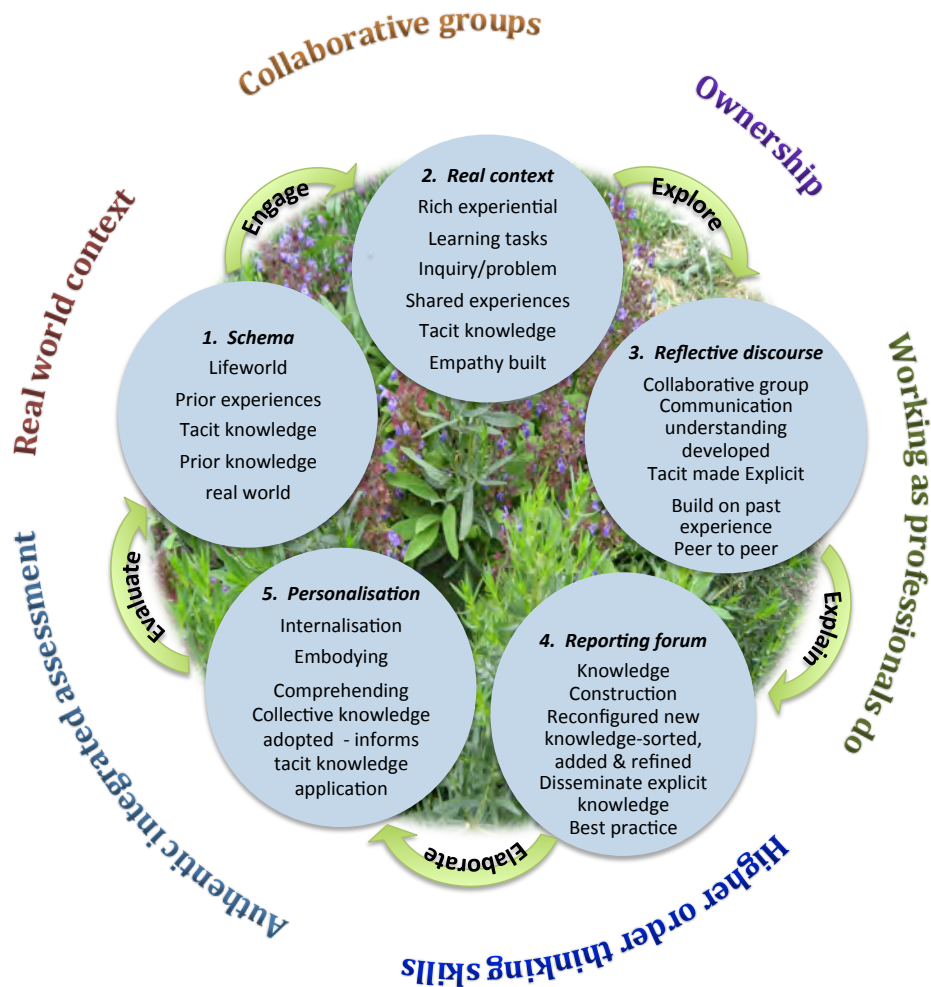 Collaborative groups
Ownership
Working as professionals do
Higher order thinking skills
Authentic integrated assessment
Real world context
Engage
Explore
Explain
Elaborate
Evaluate
1. Schema
Lifeworld
Prior experiences
Tacit knowledge
Prior knowledge
real world
2. Real context
Rich experiential
Learning tasks
Inquiry/problem
Shared experiences
Tacit knowledge
Empathy built
3. Reflective discourse
Collaborative group
Communication
understanding
developed
Tacit made Explicit
Build on past
experience
Peer to peer
4. Reporting forum
Knowledge
Construction
Reconfigured new
knowledge-sorted,
added & refined
Disseminate explicit
knowledge
Best practice
5. Personalisation
Internalisation
Embodying
Comprehending
Collective knowledge
adopted - informs
tacit knowledge
application